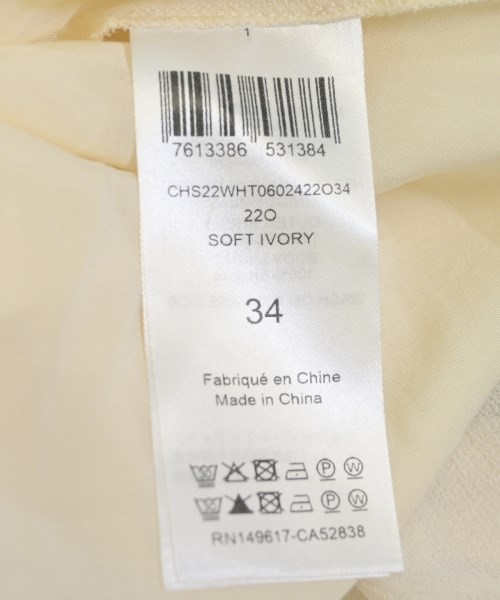 1
7613386 531384
CHS22WHT0602422O34
22O
SOFT IVORY
34
Fabriqué en Chine
Made in China
P W
P W
RN149617-CA52838